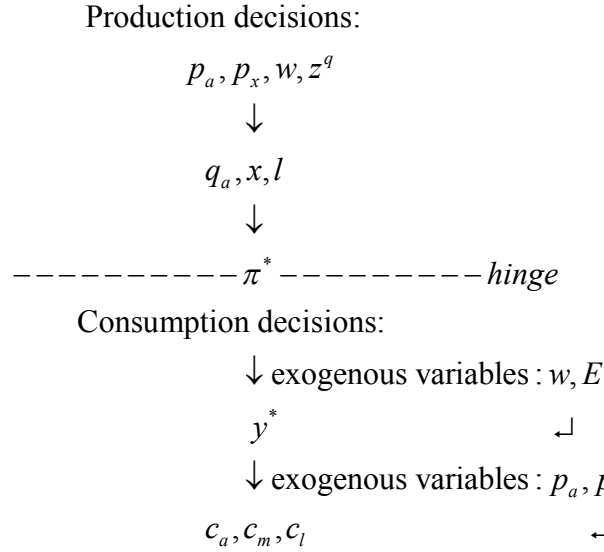 Production decisions:
p_a, p_x, w, z^q
↓
q_a, x, l
↓
−−−−−−−−−− π* −−−−−−−−− hinge
Consumption decisions:
↓ exogenous variables : w, E
y* ↵
↓ exogenous variables : p_a,
c_a, c_m, c_l